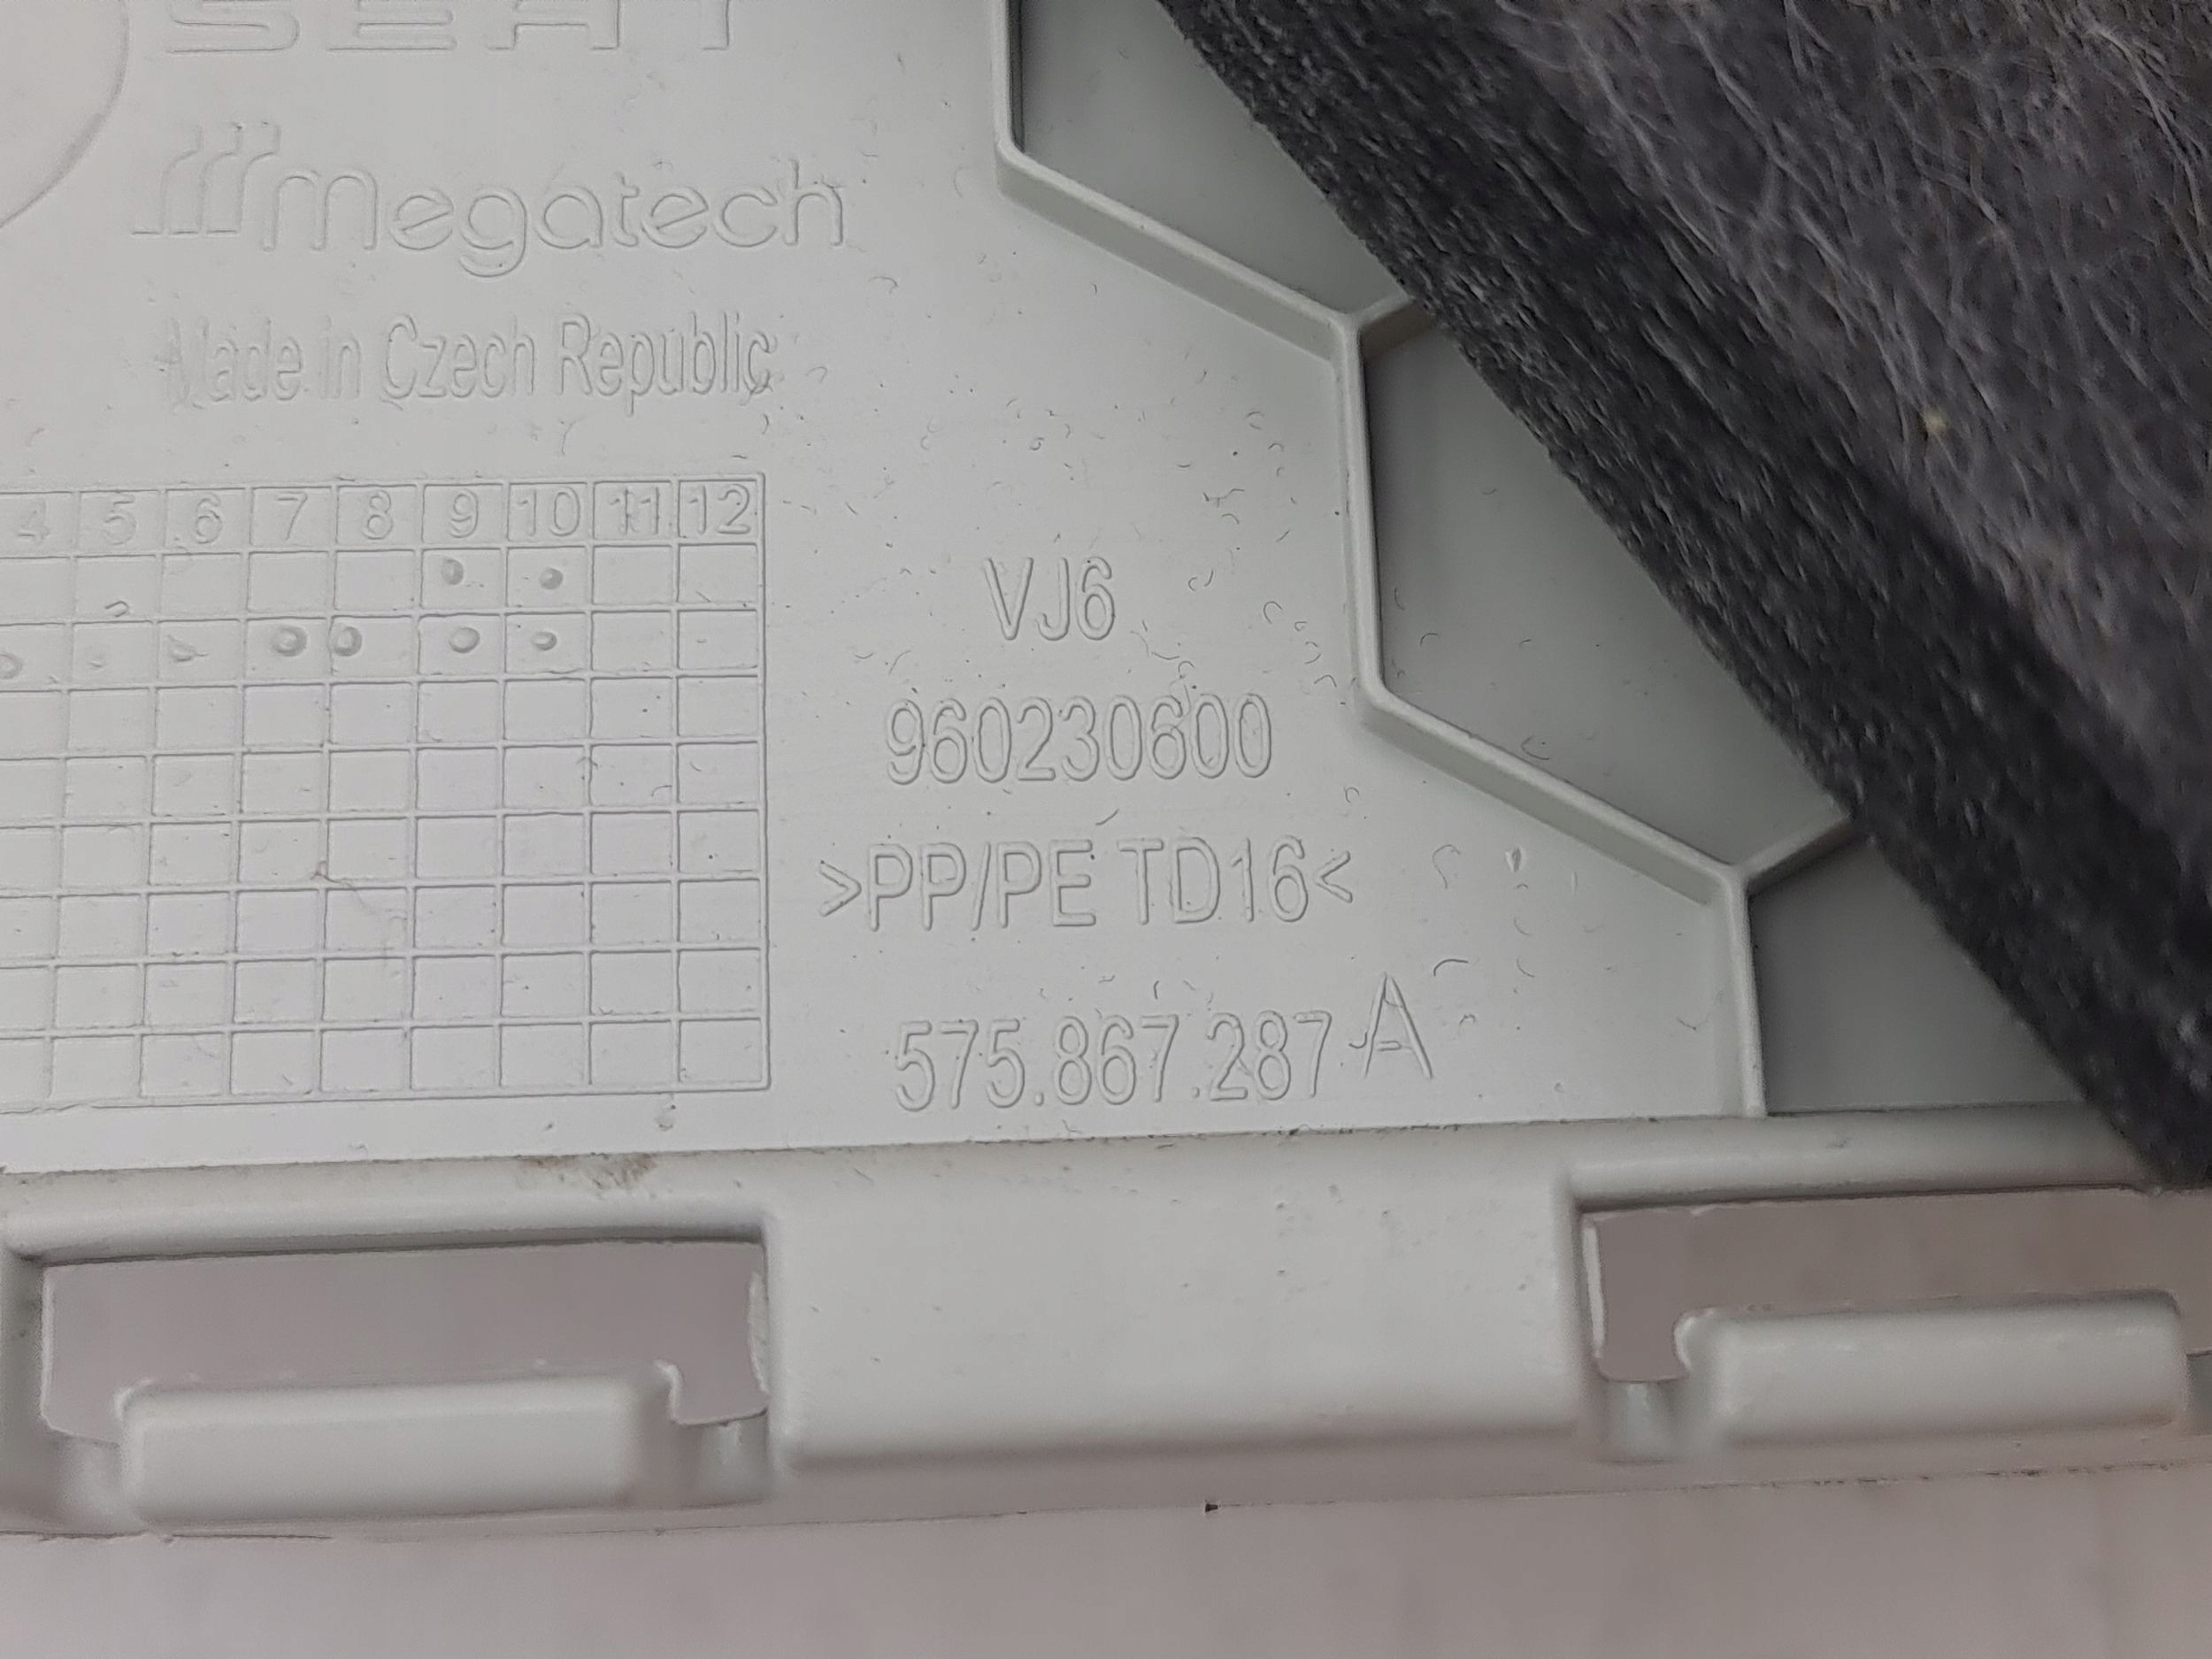 SEAT
megatech
Made in Czech Republic
4 5 6 7 8 9 10 11 12
VJ6
960230600
>PP/PE TD16<
575.867.287 A